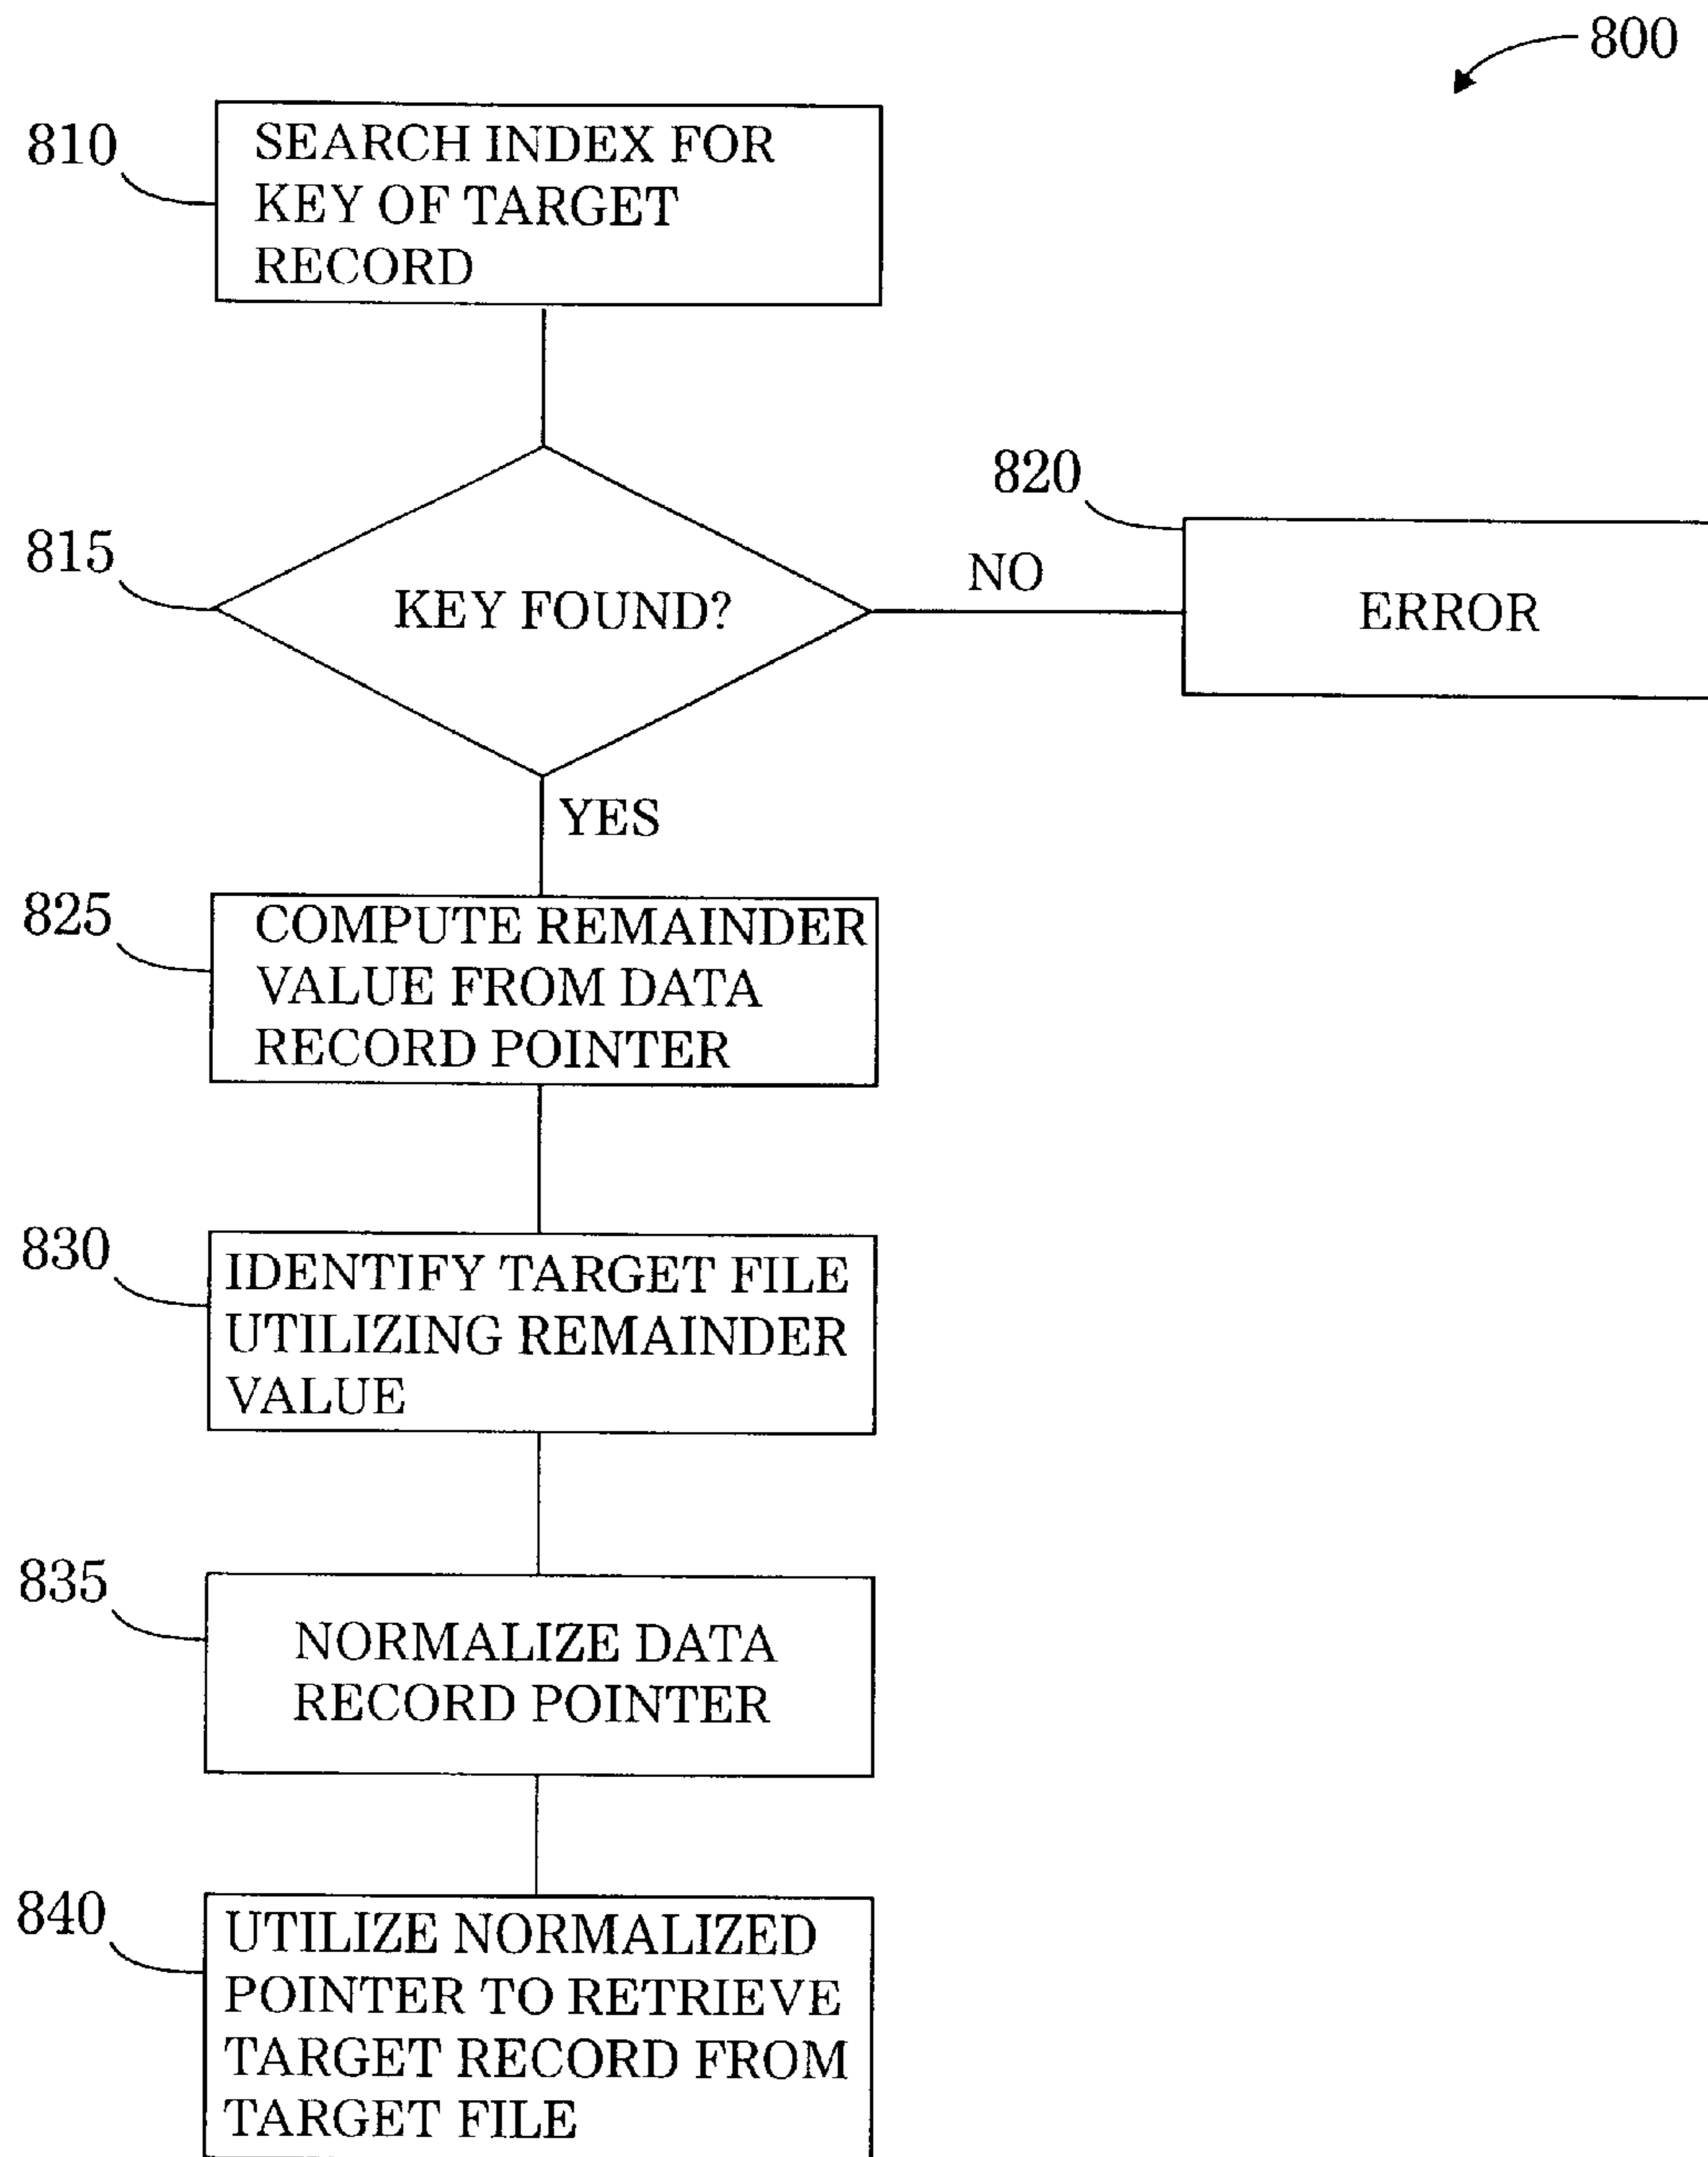 800
810
SEARCH INDEX FOR
KEY OF TARGET
RECORD
815
KEY FOUND?
NO
820
ERROR
YES
825
COMPUTE REMAINDER
VALUE FROM DATA
RECORD POINTER
830
IDENTIFY TARGET FILE
UTILIZING REMAINDER
VALUE
835
NORMALIZE DATA
RECORD POINTER
840
UTILIZE NORMALIZED
POINTER TO RETRIEVE
TARGET RECORD FROM
TARGET FILE